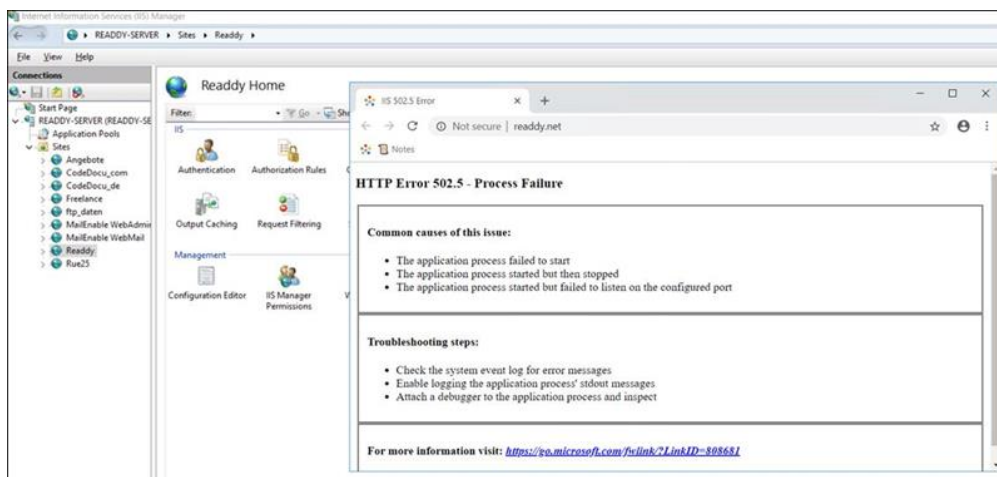 Internet Information Services (IIS) Manager
READDY-SERVER ▸ Sites ▸ Readdy ▸
File View Help
Connections
Start Page
READDY-SERVER (READDY-SE
Application Pools
Sites
Angebote
CodeDocu_com
CodeDocu_de
Freelance
ftp_daten
MailEnable WebAdmin
MailEnable WebMail
Readdy
Rue25
Readdy Home
Filter: Go Sho
IIS
Authentication Authorization Rules
Output Caching Request Filtering
Management
Configuration Editor IIS Manager
Permissions
IIS 502.5 Error
Not secure | readdy.net
Notes
HTTP Error 502.5 - Process Failure
Common causes of this issue:
• The application process failed to start
• The application process started but then stopped
• The application process started but failed to listen on the configured port
Troubleshooting steps:
• Check the system event log for error messages
• Enable logging the application process' stdout messages
• Attach a debugger to the application process and inspect
For more information visit: https://go.microsoft.com/fwlink/?LinkID=808681